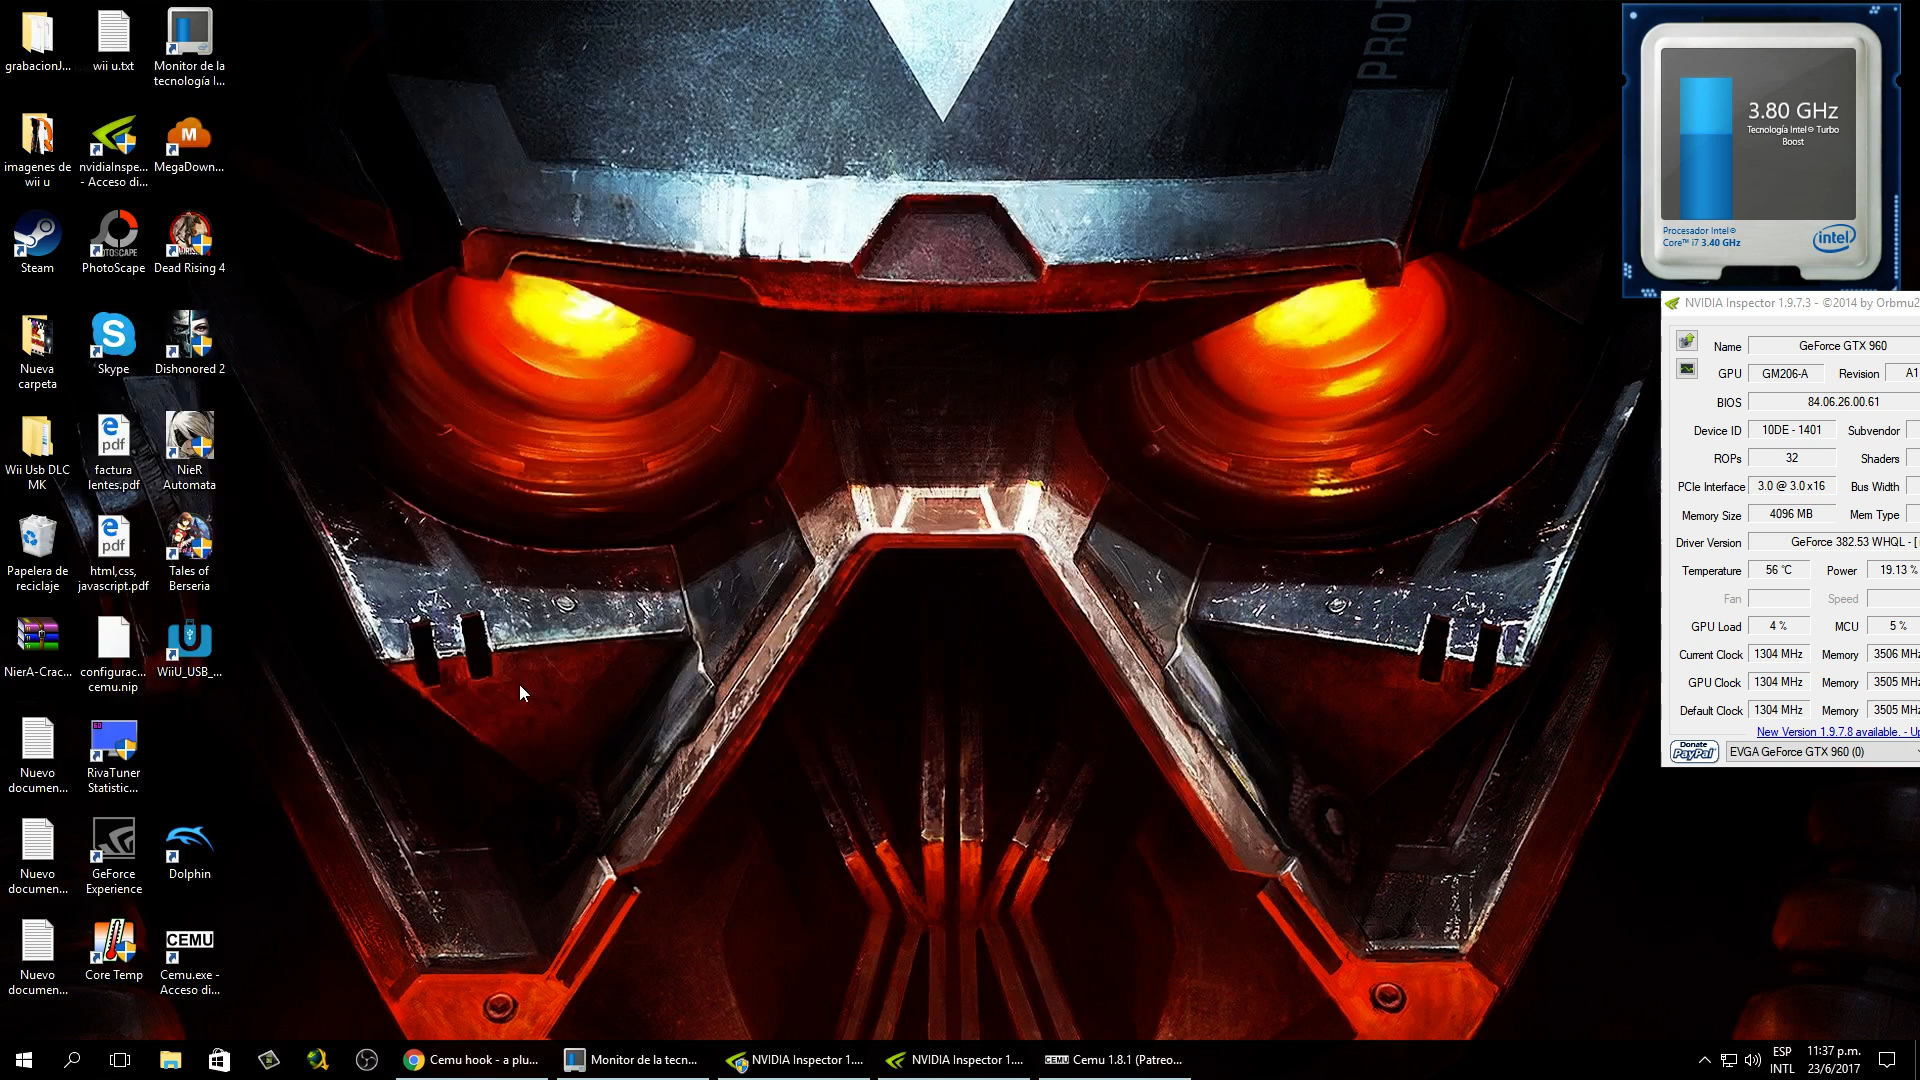 grabacionJ...
wii u.txt
Monitor de la
tecnología I...
imagenes de
wii u
nvidiaInspe...
- Acceso di...
MegaDown...
Steam
PhotoScape
Dead Rising 4
Nueva
carpeta
Skype
Dishonored 2
Wii Usb DLC
MK
factura
lentes.pdf
NieR
Automata
Papelera de
reciclaje
html,css,
javascript.pdf
Tales of
Berseria
NierA-Crac...
configurac...
cemu.nip
WiiU_USB_...
Nuevo
documen...
RivaTuner
Statistic...
Nuevo
documen...
GeForce
Experience
Dolphin
Nuevo
documen...
Core Temp
CEMU
Cemu.exe -
Acceso di...
PROT
3.80 GHz
Tecnología Intel® Turbo
Boost
Procesador Intel®
Core™ i7 3.40 GHz
intel
NVIDIA Inspector 1.9.7.3 - ©2014 by Orbmu2
Name GeForce GTX 960
GPU GM206-A Revision A1
BIOS 84.06.26.00.61
Device ID 10DE - 1401 Subvendor
ROPs 32 Shaders
PCIe Interface 3.0 @ 3.0 x16 Bus Width
Memory Size 4096 MB Mem Type
Driver Version GeForce 382.53 WHQL - [
Temperature 56 °C Power 19.13 %
Fan Speed
GPU Load 4 % MCU 5 %
Current Clock 1304 MHz Memory 3506 MHz
GPU Clock 1304 MHz Memory 3505 MHz
Default Clock 1304 MHz Memory 3505 MHz
New Version 1.9.7.8 available. - Up
Donate
PayPal
EVGA GeForce GTX 960 (0)
Cemu hook - a plu...
Monitor de la tecn...
NVIDIA Inspector 1....
NVIDIA Inspector 1....
CEMU Cemu 1.8.1 (Patreo...
ESP
INTL
11:37 p.m.
23/6/2017